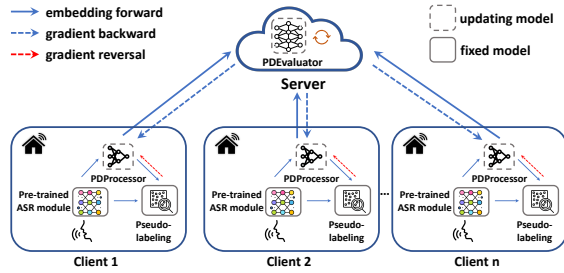 embedding forward
gradient backward
gradient reversal
updating model
fixed model
PDEvaluator
Server
PDProcessor
Pre-trained
ASR module
Pseudo-
labeling
Client 1
PDProcessor
Pre-trained
ASR module
Pseudo-
labeling
Client 2
...
PDProcessor
Pre-trained
ASR module
Pseudo-
labeling
Client n